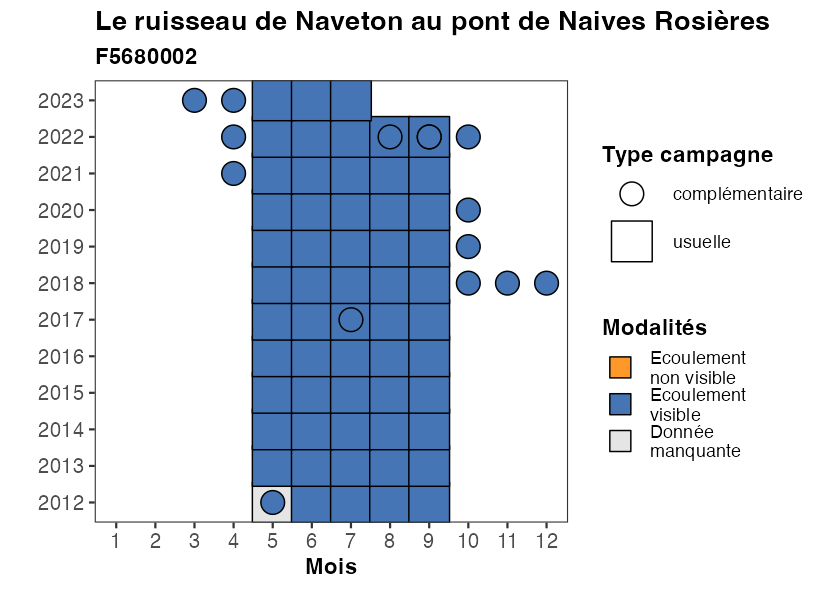 Le ruisseau de Naveton au pont de Naives Rosières
F5680002
2023
2022
2021
2020
2019
2018
2017
2016
2015
2014
2013
2012
1 2 3 4 5 6 7 8 9 10 11 12
Mois
Type campagne
complémentaire
usuelle
Modalités
Ecoulement
non visible
Ecoulement
visible
Donnée
manquante